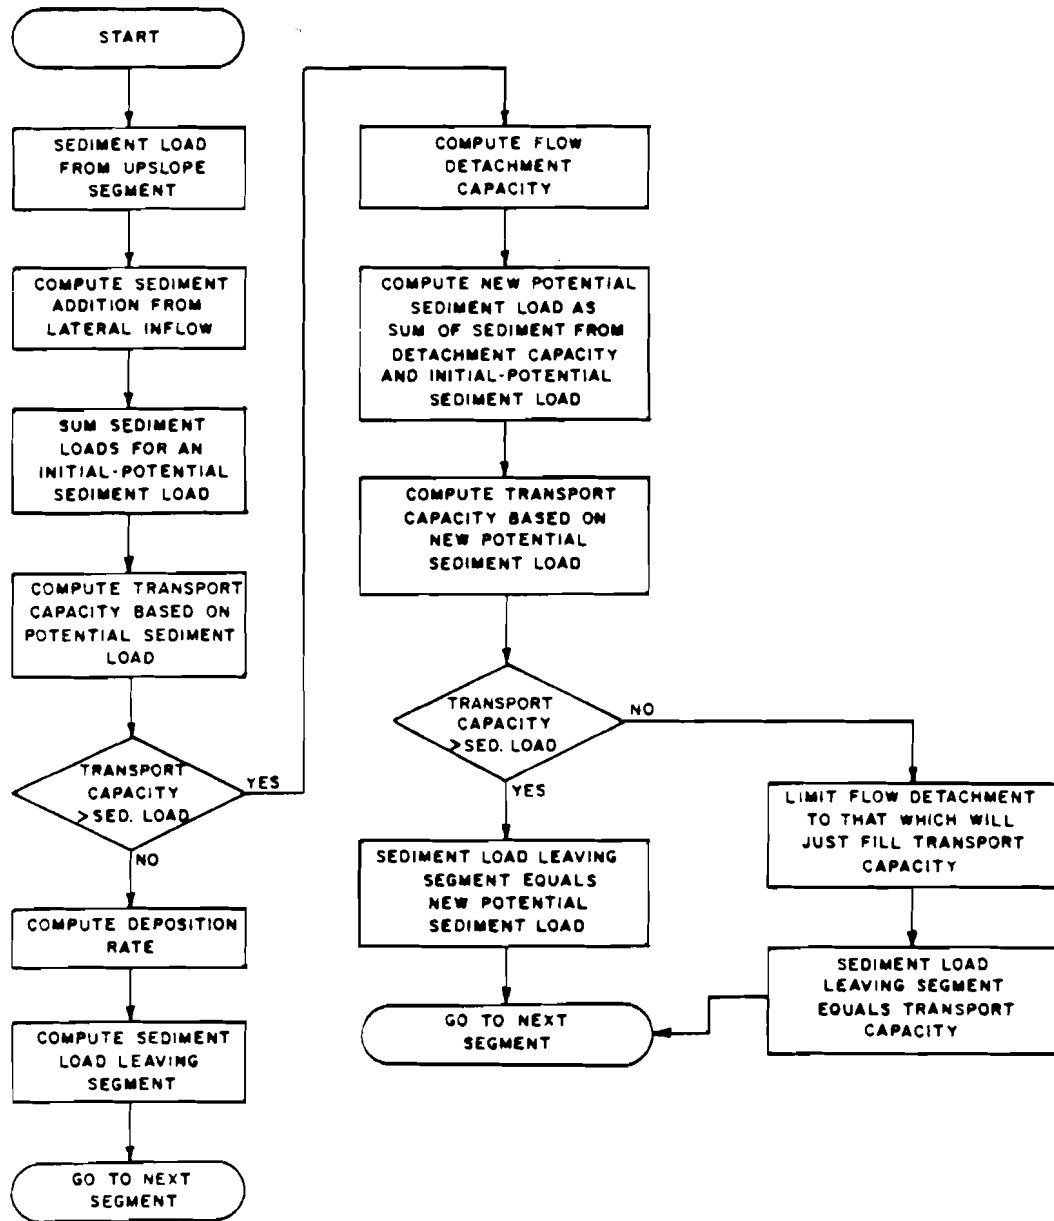 START
SEDIMENT LOAD
FROM UPSLOPE
SEGMENT
COMPUTE SEDIMENT
ADDITION FROM
LATERAL INFLOW
SUM SEDIMENT
LOADS FOR AN
INITIAL-POTENTIAL
SEDIMENT LOAD
COMPUTE TRANSPORT
CAPACITY BASED ON
POTENTIAL SEDIMENT
LOAD
TRANSPORT
CAPACITY
>SED. LOAD
YES
NO
COMPUTE DEPOSITION
RATE
COMPUTE SEDIMENT
LOAD LEAVING
SEGMENT
GO TO NEXT
SEGMENT
COMPUTE FLOW
DETACHMENT
CAPACITY
COMPUTE NEW POTENTIAL
SEDIMENT LOAD AS
SUM OF SEDIMENT FROM
DETACHMENT CAPACITY
AND INITIAL-POTENTIAL
SEDIMENT LOAD
COMPUTE TRANSPORT
CAPACITY BASED ON
NEW POTENTIAL
SEDIMENT LOAD
TRANSPORT
CAPACITY
>SED. LOAD
NO
YES
SEDIMENT LOAD LEAVING
SEGMENT EQUALS
NEW POTENTIAL
SEDIMENT LOAD
GO TO NEXT
SEGMENT
LIMIT FLOW DETACHMENT
TO THAT WHICH WILL
JUST FILL TRANSPORT
CAPACITY
SEDIMENT LOAD
LEAVING SEGMENT
EQUALS TRANSPORT
CAPACITY